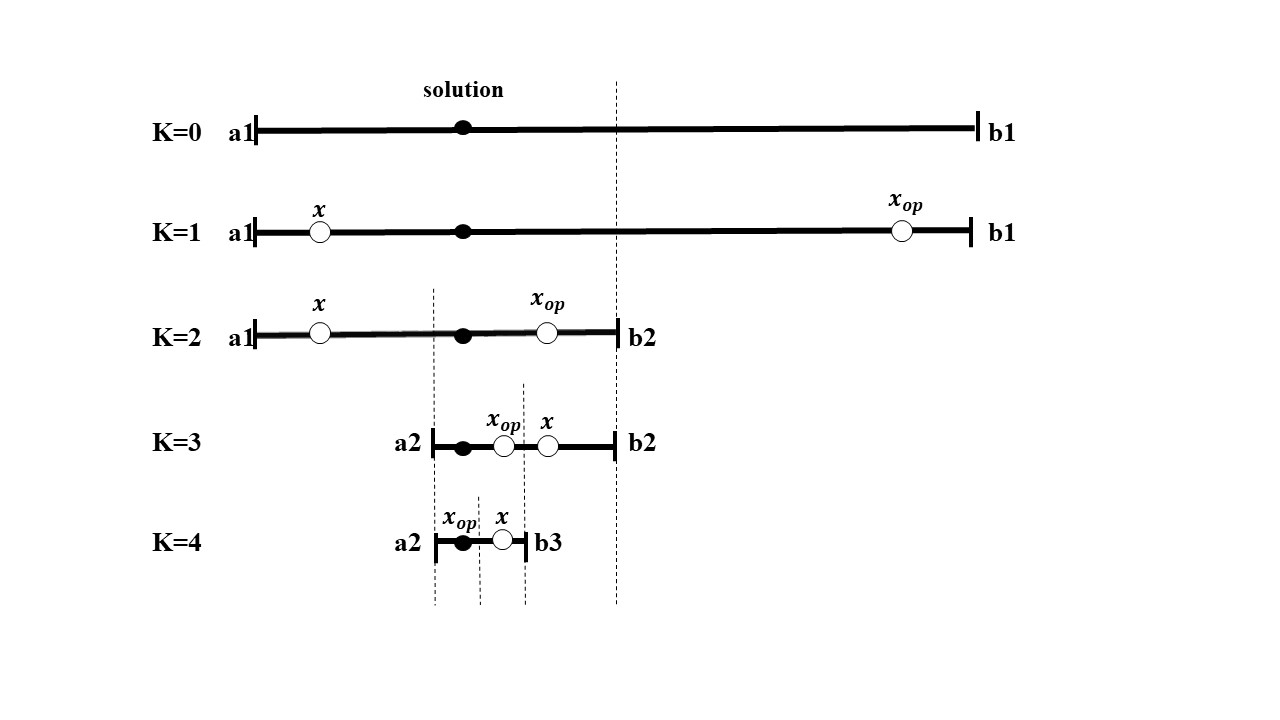 solution
K=0 a1 b1
x x_op
K=1 a1 b1
x x_op
K=2 a1 b2
x_op x
K=3 a2 b2
x_op x
K=4 a2 b3